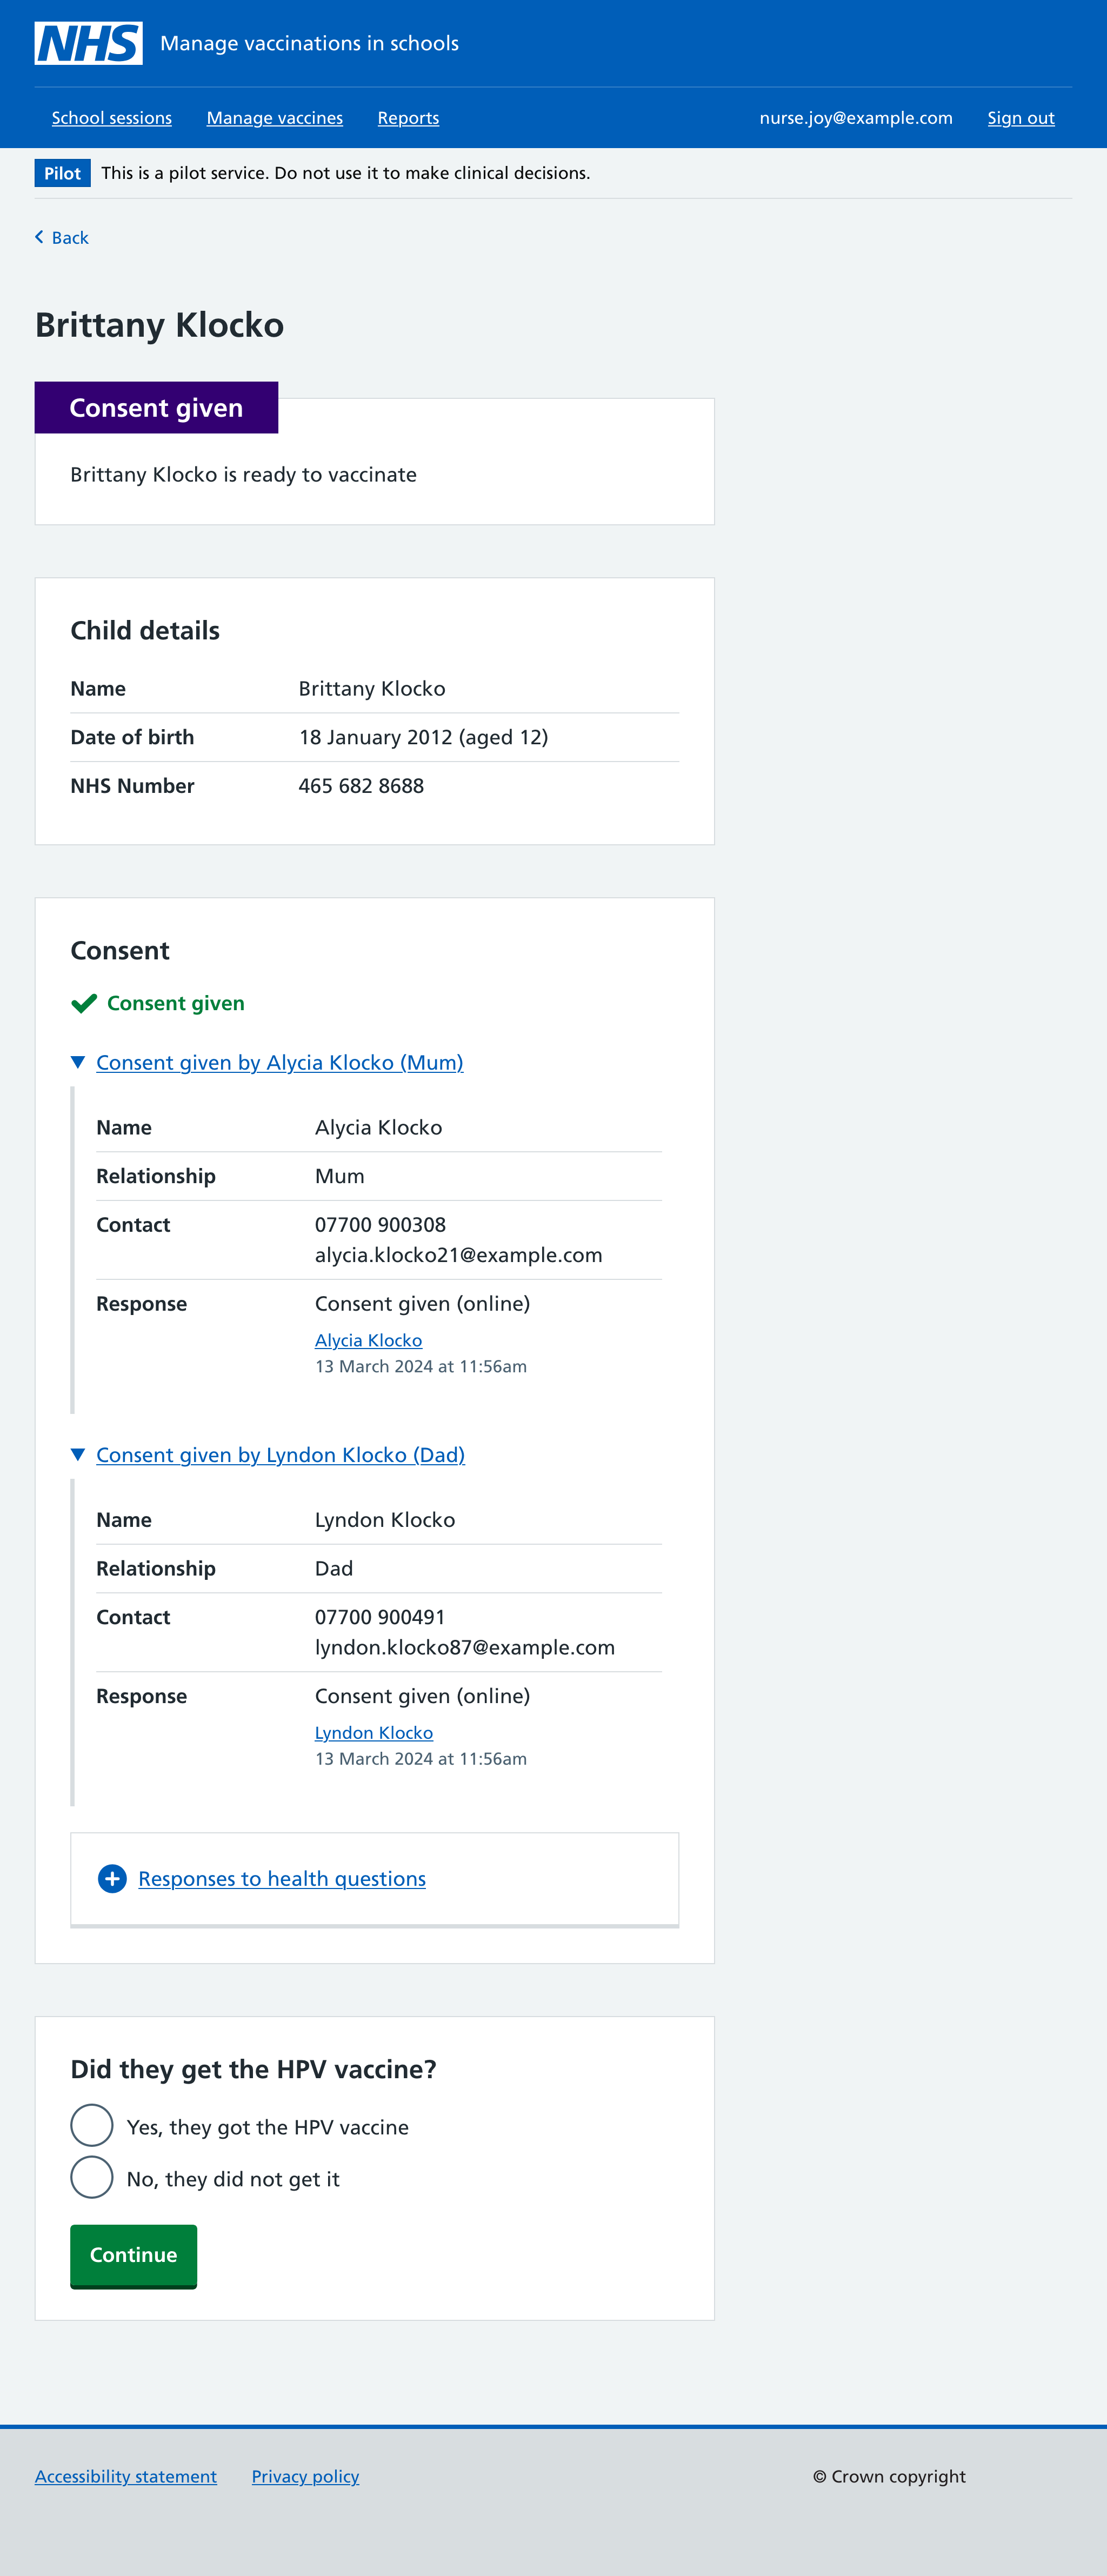 NHS Manage vaccinations in schools
School sessions Manage vaccines Reports nurse.joy@example.com Sign out
Pilot This is a pilot service. Do not use it to make clinical decisions.
Back
Brittany Klocko
Consent given
Brittany Klocko is ready to vaccinate
Child details
Name Brittany Klocko
Date of birth 18 January 2012 (aged 12)
NHS Number 465 682 8688
Consent
Consent given
Consent given by Alycia Klocko (Mum)
Name Alycia Klocko
Relationship Mum
Contact 07700 900308
alycia.klocko21@example.com
Response Consent given (online)
Alycia Klocko
13 March 2024 at 11:56am
Consent given by Lyndon Klocko (Dad)
Name Lyndon Klocko
Relationship Dad
Contact 07700 900491
lyndon.klocko87@example.com
Response Consent given (online)
Lyndon Klocko
13 March 2024 at 11:56am
Responses to health questions
Did they get the HPV vaccine?
Yes, they got the HPV vaccine
No, they did not get it
Continue
Accessibility statement Privacy policy © Crown copyright